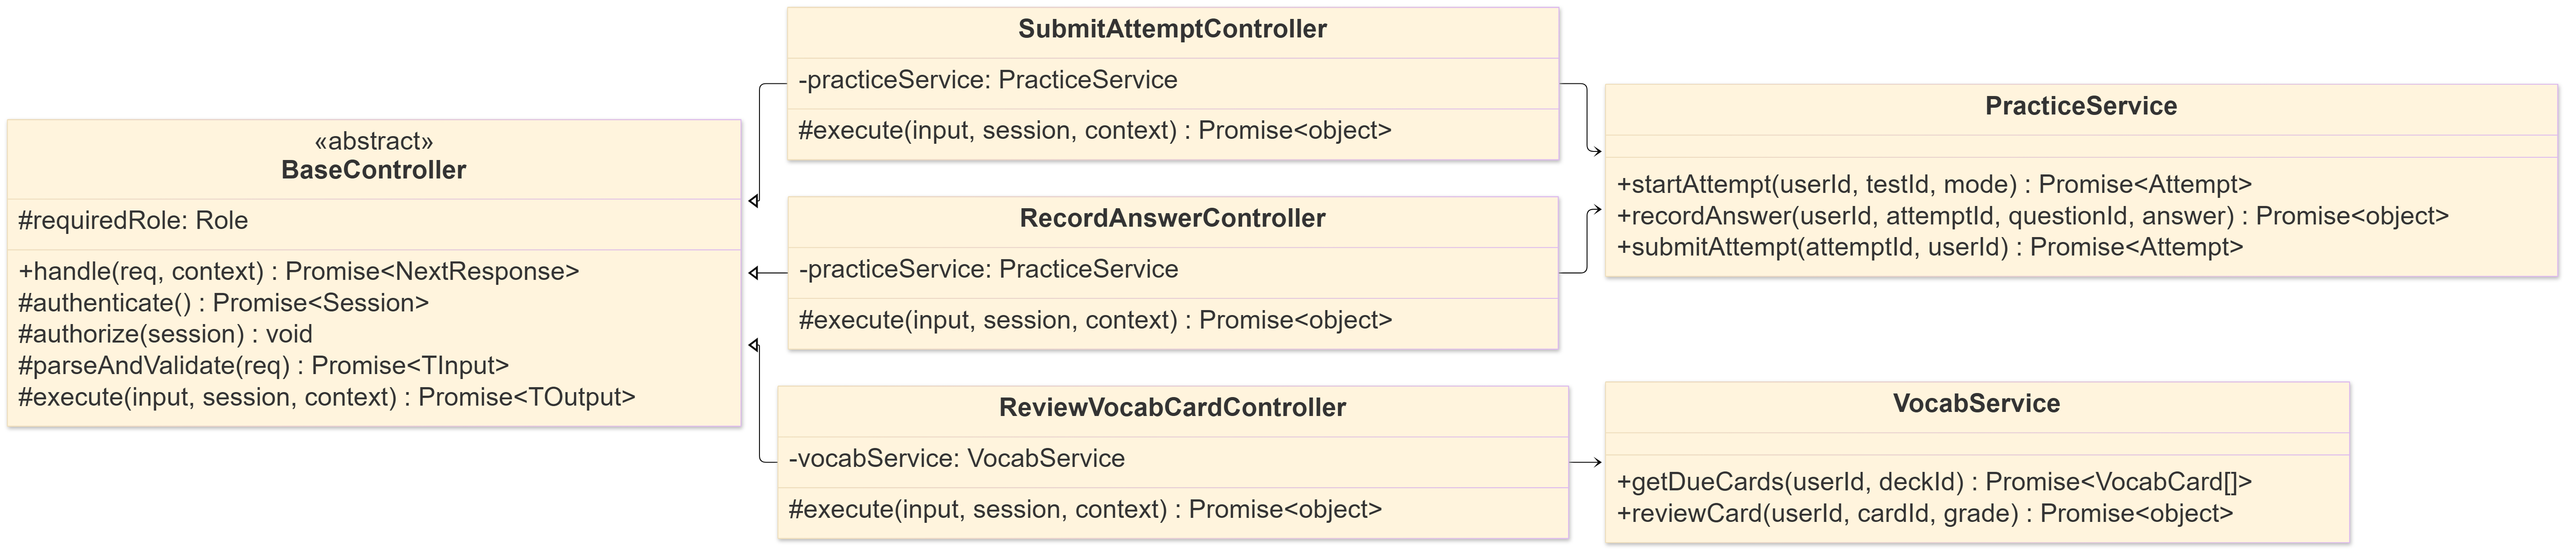 «abstract»
BaseController
#requiredRole: Role
+handle(req, context) : Promise<NextResponse>
#authenticate() : Promise<Session>
#authorize(session) : void
#parseAndValidate(req) : Promise<TInput>
#execute(input, session, context) : Promise<TOutput>
SubmitAttemptController
-practiceService: PracticeService
#execute(input, session, context) : Promise<object>
RecordAnswerController
-practiceService: PracticeService
#execute(input, session, context) : Promise<object>
ReviewVocabCardController
-vocabService: VocabService
#execute(input, session, context) : Promise<object>
PracticeService
+startAttempt(userId, testId, mode) : Promise<Attempt>
+recordAnswer(userId, attemptId, questionId, answer) : Promise<object>
+submitAttempt(attemptId, userId) : Promise<Attempt>
VocabService
+getDueCards(userId, deckId) : Promise<VocabCard[]>
+reviewCard(userId, cardId, grade) : Promise<object>